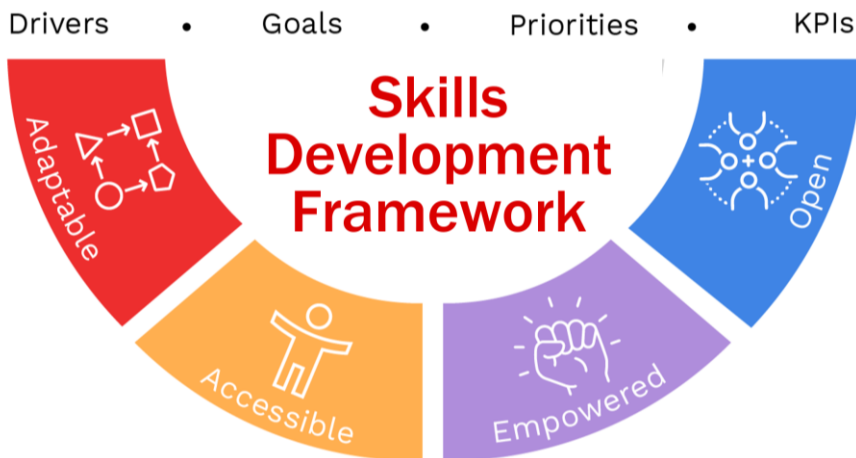 Drivers • Goals • Priorities • KPIs
Skills
Development
Framework
Adaptable
Accessible
Empowered
Open